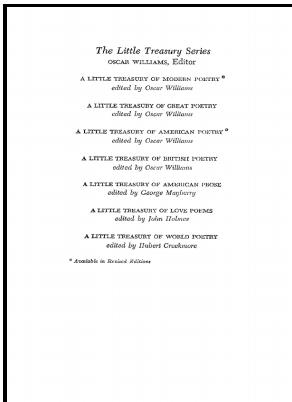 The Little Treasury Series
OSCAR WILLIAMS, Editor
A LITTLE TREASURY OF MODERN POETRY*
edited by Oscar Williams
A LITTLE TREASURY OF GREAT POETRY
edited by Oscar Williams
A LITTLE TREASURY OF AMERICAN POETRY*
edited by Oscar Williams
A LITTLE TREASURY OF BRITISH POETRY
edited by Oscar Williams
A LITTLE TREASURY OF AMERICAN PROSE
edited by George Mayberry
A LITTLE TREASURY OF LOVE POEMS
edited by John Holmes
A LITTLE TREASURY OF WORLD POETRY
edited by Hubert Creekmore
* Available in Revised Editions